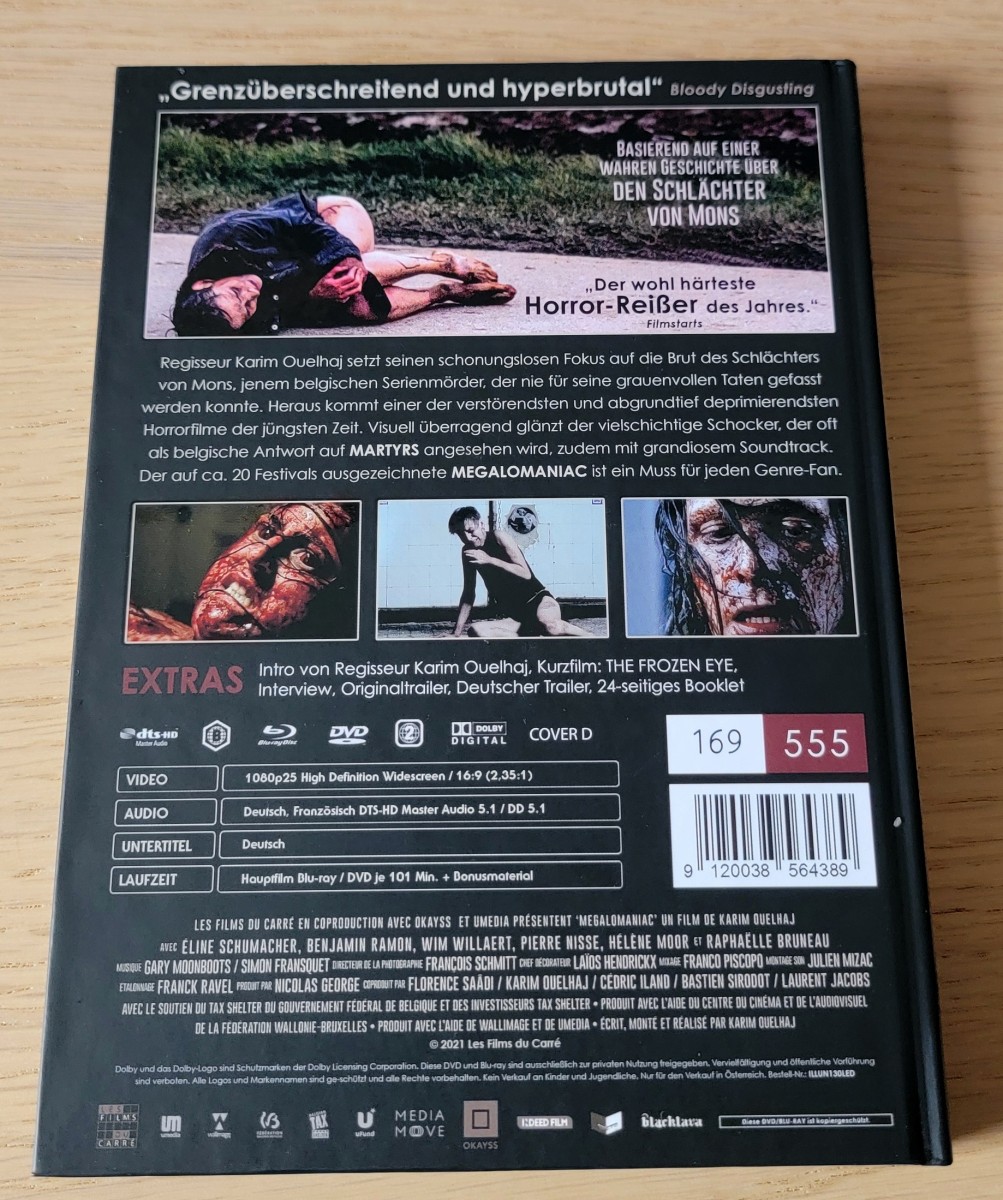 „Grenzüberschreitend und hyperbrutal“ Bloody Disgusting
BASIEREND AUF EINER
WAHREN GESCHICHTE ÜBER
DEN SCHLÄCHTER
VON MONS
„Der wohl härteste
Horror-Reißer des Jahres.“
Filmstarts
Regisseur Karim Ouelhaj setzt seinen schonungslosen Fokus auf die Brut des Schlächters
von Mons, jenem belgischen Serienmörder, der nie für seine grauenvollen Taten gefasst
werden konnte. Heraus kommt einer der verstörendsten und abgrundtief deprimierendsten
Horrorfilme der jüngsten Zeit. Visuell überragend glänzt der vielschichtige Schocker, der oft
als belgische Antwort auf MARTYRS angesehen wird, zudem mit grandiosem Soundtrack.
Der auf ca. 20 Festivals ausgezeichnete MEGALOMANIAC ist ein Muss für jeden Genre-Fan.
EXTRAS
Intro von Regisseur Karim Ouelhaj, Kurzfilm: THE FROZEN EYE,
Interview, Originaltrailer, Deutscher Trailer, 24-seitiges Booklet
dts-HD Master Audio B Blu-ray Disc DVD 2 DOLBY DIGITAL COVER D
169 555
VIDEO 1080p25 High Definition Widescreen / 16:9 (2,35:1)
AUDIO Deutsch, Französisch DTS-HD Master Audio 5.1 / DD 5.1
UNTERTITEL Deutsch
LAUFZEIT Hauptfilm Blu-ray / DVD je 101 Min. + Bonusmaterial
9 120038 564389
LES FILMS DU CARRÉ EN COPRODUCTION AVEC OKAYSS ET UMEDIA PRÉSENTENT 'MEGALOMANIAC' UN FILM DE KARIM OUELHAJ
AVEC ÉLINE SCHUMACHER, BENJAMIN RAMON, WIM WILLAERT, PIERRE NISSE, HÉLÈNE MOOR ET RAPHAËLLE BRUNEAU
MUSIQUE GARY MOONBOOTS / SIMON FRANSQUET DIRECTEUR DE LA PHOTOGRAPHIE FRANÇOIS SCHMITT CHEF DÉCORATEUR LAÏOS HENDRICKX MIXAGE FRANCO PISCOPO MONTAGE SON JULIEN MIZAC
ETALONNAGE FRANCK RAVEL PRODUIT PAR NICOLAS GEORGE COPRODUIT PAR FLORENCE SAÂDI / KARIM OUELHAJ / CÉDRIC ILAND / BASTIEN SIRODOT / LAURENT JACOBS
AVEC LE SOUTIEN DU TAX SHELTER DU GOUVERNEMENT FÉDÉRAL DE BELGIQUE ET DES INVESTISSEURS TAX SHELTER • PRODUIT AVEC L'AIDE DU CENTRE DU CINÉMA ET DE L'AUDIOVISUEL
DE LA FÉDÉRATION WALLONIE-BRUXELLES • PRODUIT AVEC L'AIDE DE WALLIMAGE ET DE UMEDIA • ÉCRIT, MONTÉ ET RÉALISÉ PAR KARIM OUELHAJ
© 2021 Les Films du Carré
Dolby und das Dolby-Logo sind Schutzmarken der Dolby Licensing Corporation. Diese DVD und Blu-ray sind ausschließlich zur privaten Nutzung freigegeben. Vervielfältigung und öffentliche Vorführung
sind verboten. Alle Logos und Markennamen sind ge-schützt und alle Rechte vorbehalten. Kein Verkauf an Kinder und Jugendliche. Nur für den Verkauf in Österreich. Bestell-Nr.: ILLUN130LED
LES FILMS DU CARRÉ um umedia wallimage TAX SHELTER uFund MEDIA MOVE OKAYSS INDEED FILM blachlava Diese DVD/BLU-RAY ist kopiergeschützt.